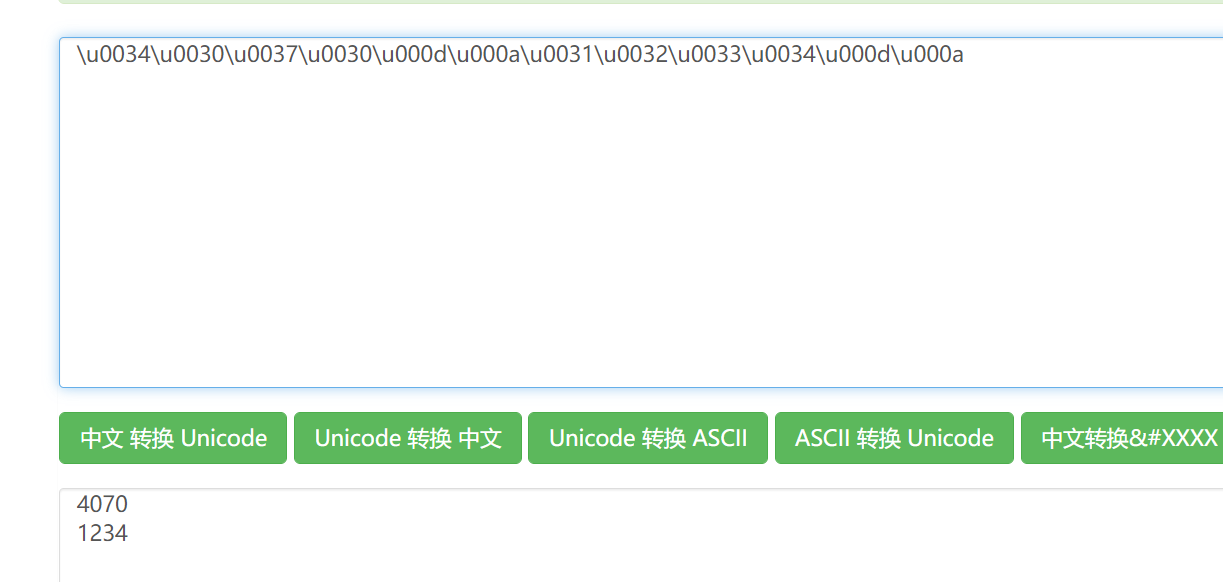 \u0034\u0030\u0037\u0030\u000d\u000a\u0031\u0032\u0033\u0034\u000d\u000a
中文 转换 Unicode
Unicode 转换 中文
Unicode 转换 ASCII
ASCII 转换 Unicode
中文转换&#XXXX
4070
1234